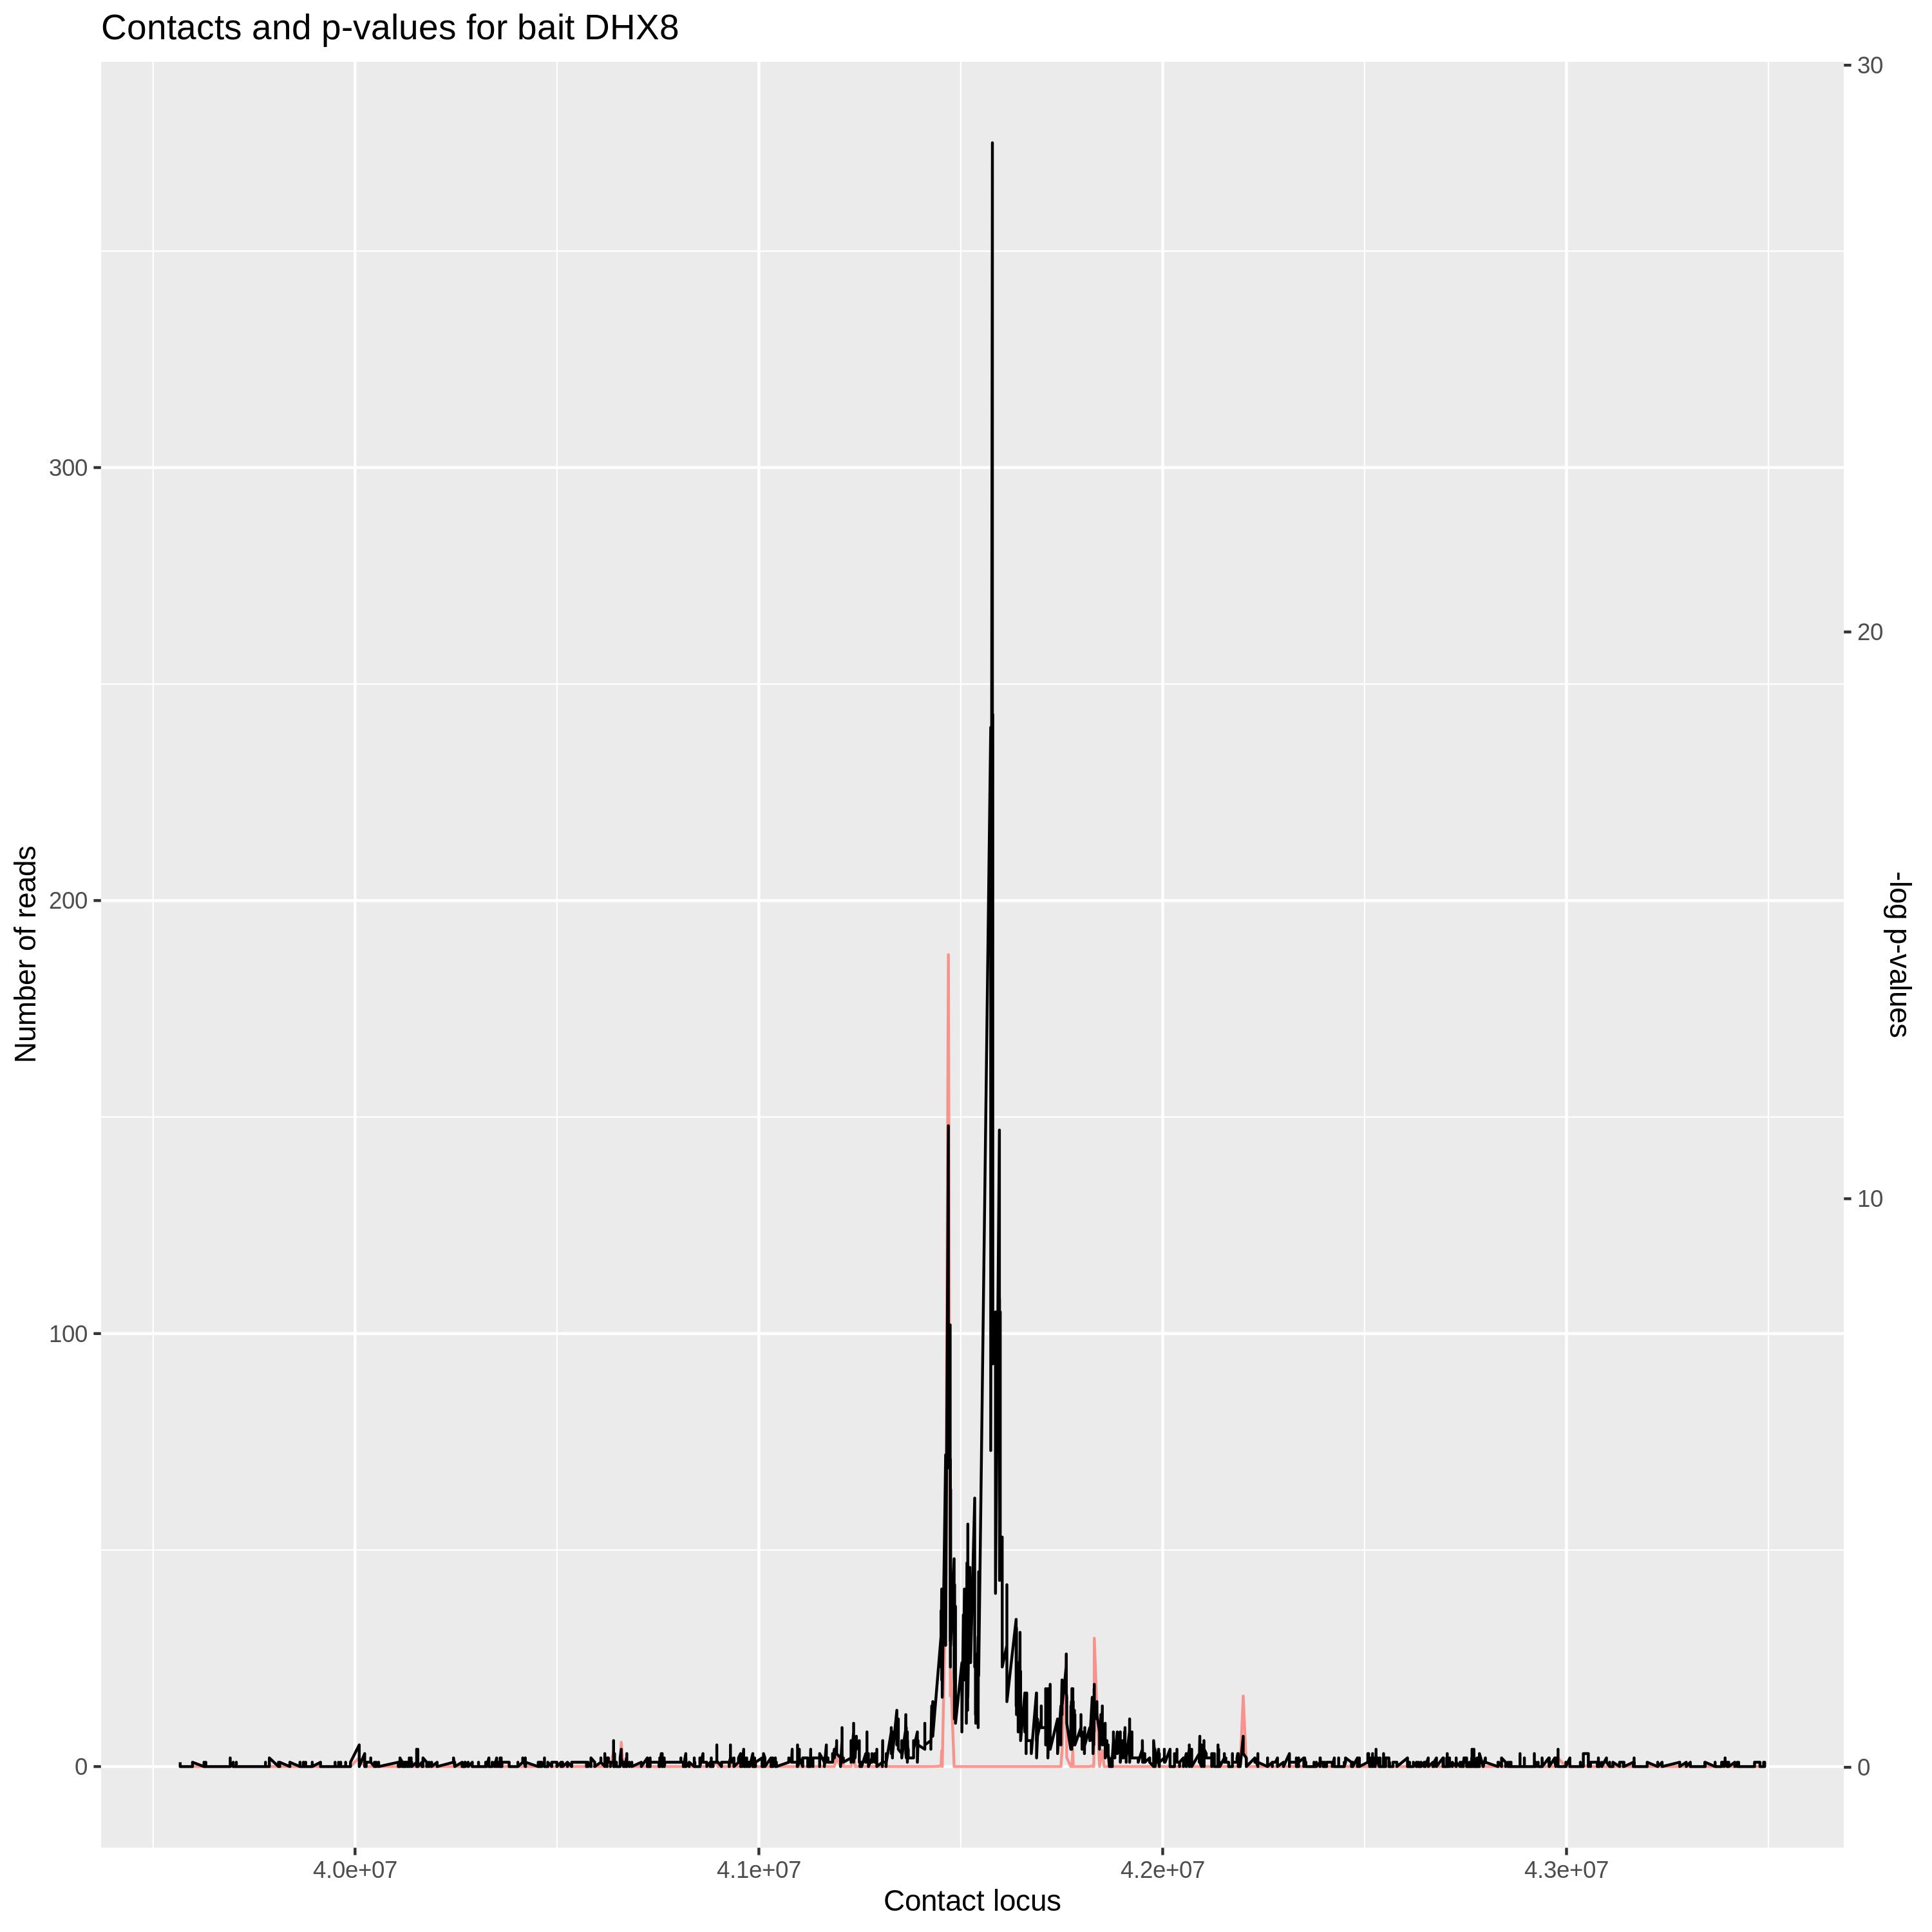 Contacts and p-values for bait DHX8
30
300
20
200
10
100
0
0
Number of reads
-log p-values
4.0e+07
4.1e+07
4.2e+07
4.3e+07
Contact locus